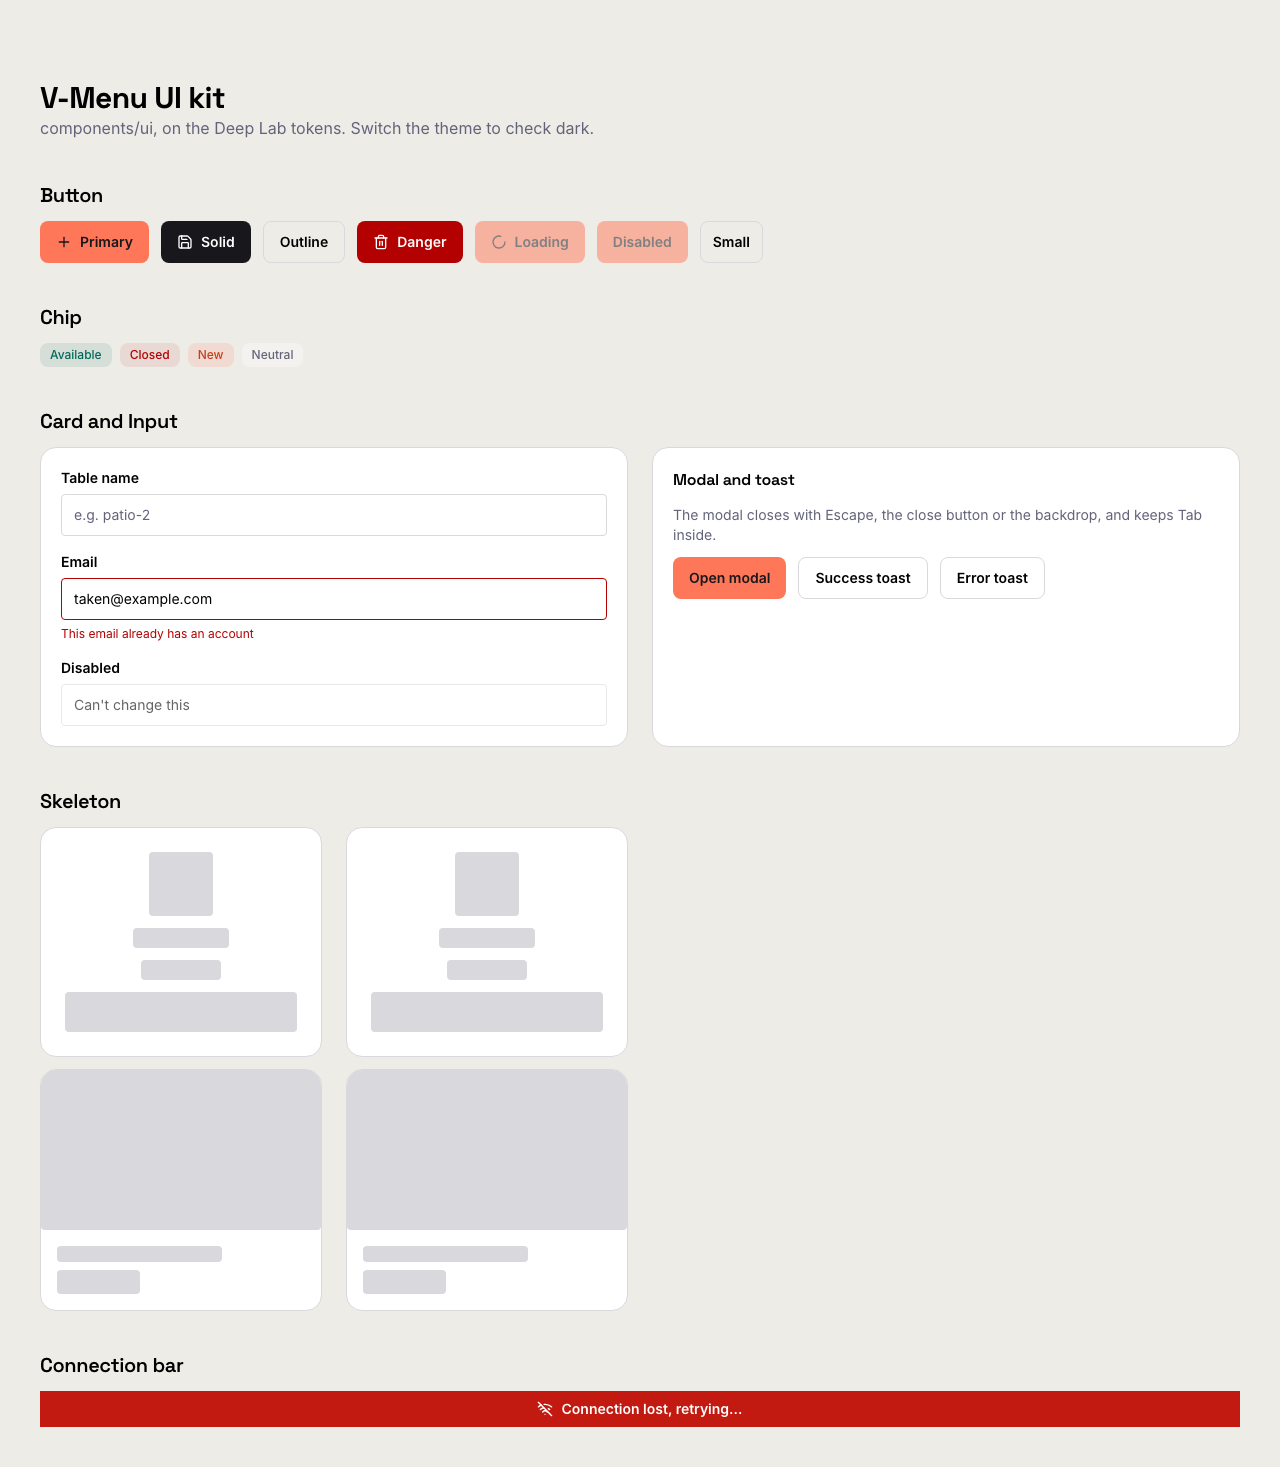 V-Menu UI kit
components/ui, on the Deep Lab tokens. Switch the theme to check dark.
Button
Primary
Solid
Outline
Danger
Loading
Disabled
Small
Chip
Available
Closed
New
Neutral
Card and Input
Table name
e.g. patio-2
Email
taken@example.com
This email already has an account
Disabled
Can't change this
Modal and toast
The modal closes with Escape, the close button or the backdrop, and keeps Tab
inside.
Open modal
Success toast
Error toast
Skeleton
Connection bar
Connection lost, retrying...